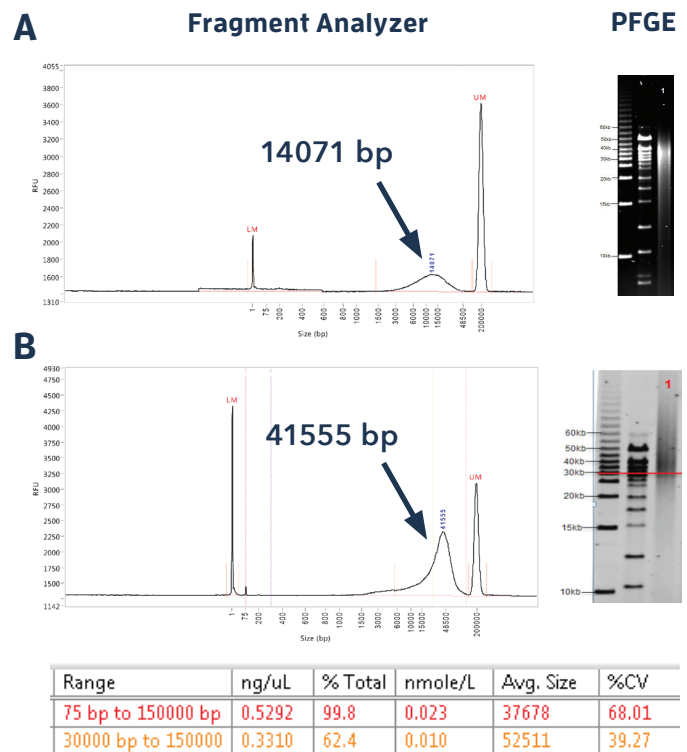 A
Fragment Analyzer
PFGE
4055
3800
3600
3400
3200
3000
2800
2600
2400
2200
2000
1800
1600
1310
RFU
LM
14071 bp
14071
UM
1
75
200
400
600
800
1000
1500
3000
6000
10000
15000
48500
200000
Size (bp)
1
60kb
50kb
40kb
30kb
20kb
15kb
10kb
B
4930
4750
4500
4250
4000
3750
3500
3250
3000
2750
2500
2250
2000
1750
1500
1142
RFU
LM
41555 bp
41555
UM
1
75
200
400
600
800
1000
1500
3000
6000
10000
15000
48500
200000
Size (bp)
1
60kb
50kb
40kb
30kb
20kb
15kb
10kb
Range ng/uL % Total nmole/L Avg. Size %CV
75 bp to 150000 bp 0.5292 99.8 0.023 37678 68.01
30000 bp to 150000 0.3310 62.4 0.010 52511 39.27